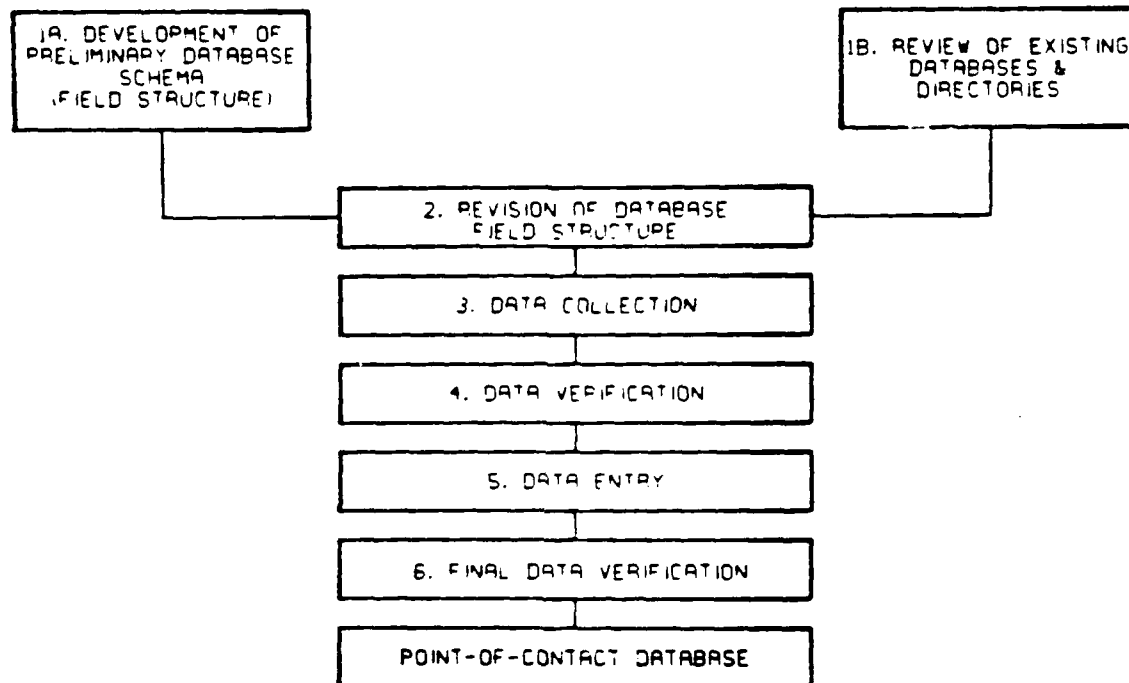 1A. DEVELOPMENT OF
PRELIMINARY DATABASE
SCHEMA
(FIELD STRUCTURE)
1B. REVIEW OF EXISTING
DATABASES &
DIRECTORIES
2. REVISION OF DATABASE
FIELD STRUCTURE
3. DATA COLLECTION
4. DATA VERIFICATION
5. DATA ENTRY
6. FINAL DATA VERIFICATION
POINT-OF-CONTACT DATABASE